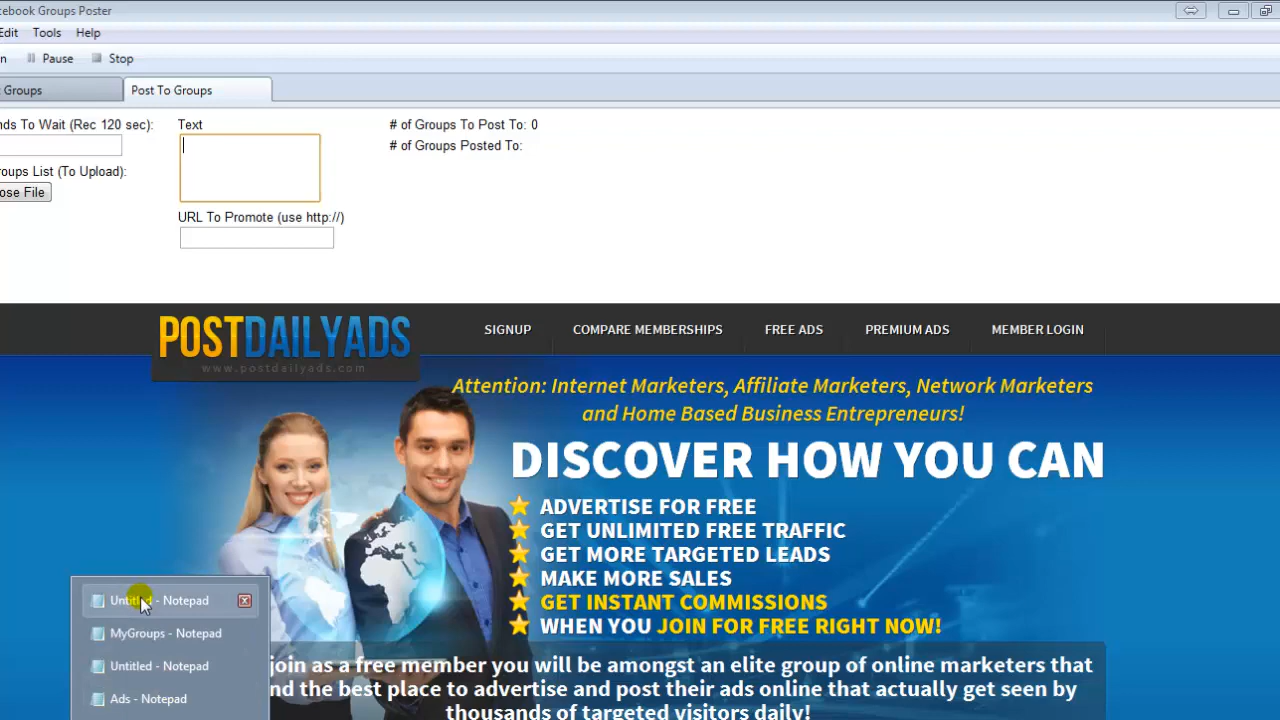 cebook Groups Poster
Edit Tools Help
n Pause Stop
Groups Post To Groups
nds To Wait (Rec 120 sec): Text # of Groups To Post To: 0
# of Groups Posted To:
oups List (To Upload):
ose File
URL To Promote (use http://)
POSTDAILYADS
www.postdailyads.com
SIGNUP COMPARE MEMBERSHIPS FREE ADS PREMIUM ADS MEMBER LOGIN
Attention: Internet Marketers, Affiliate Marketers, Network Marketers
and Home Based Business Entrepreneurs!
DISCOVER HOW YOU CAN
ADVERTISE FOR FREE
GET UNLIMITED FREE TRAFFIC
GET MORE TARGETED LEADS
MAKE MORE SALES
GET INSTANT COMMISSIONS
WHEN YOU JOIN FOR FREE RIGHT NOW!
Untitled - Notepad
MyGroups - Notepad
Untitled - Notepad
Ads - Notepad
join as a free member you will be amongst an elite group of online marketers that
nd the best place to advertise and post their ads online that actually get seen by
thousands of targeted visitors daily!